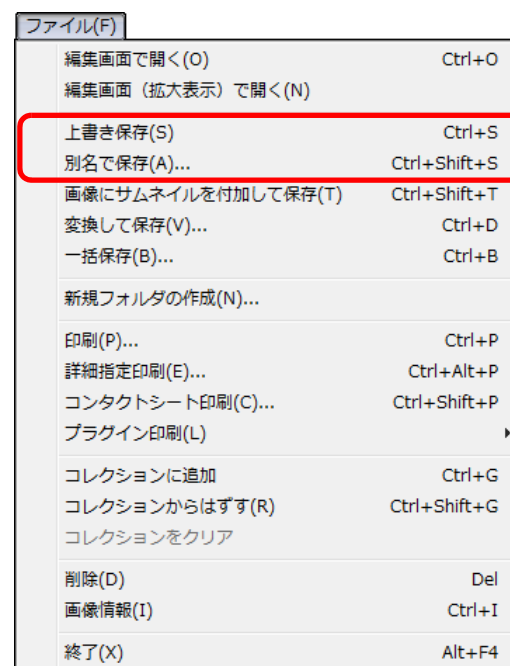 ファイル(F)
編集画面で開く(O) Ctrl+O
編集画面（拡大表示）で開く(N)
上書き保存(S) Ctrl+S
別名で保存(A)... Ctrl+Shift+S
画像にサムネイルを付加して保存(T) Ctrl+Shift+T
変換して保存(V)... Ctrl+D
一括保存(B)... Ctrl+B
新規フォルダの作成(N)...
印刷(P)... Ctrl+P
詳細指定印刷(E)... Ctrl+Alt+P
コンタクトシート印刷(C)... Ctrl+Shift+P
プラグイン印刷(L)
コレクションに追加 Ctrl+G
コレクションからはずす(R) Ctrl+Shift+G
コレクションをクリア
削除(D) Del
画像情報(I) Ctrl+I
終了(X) Alt+F4